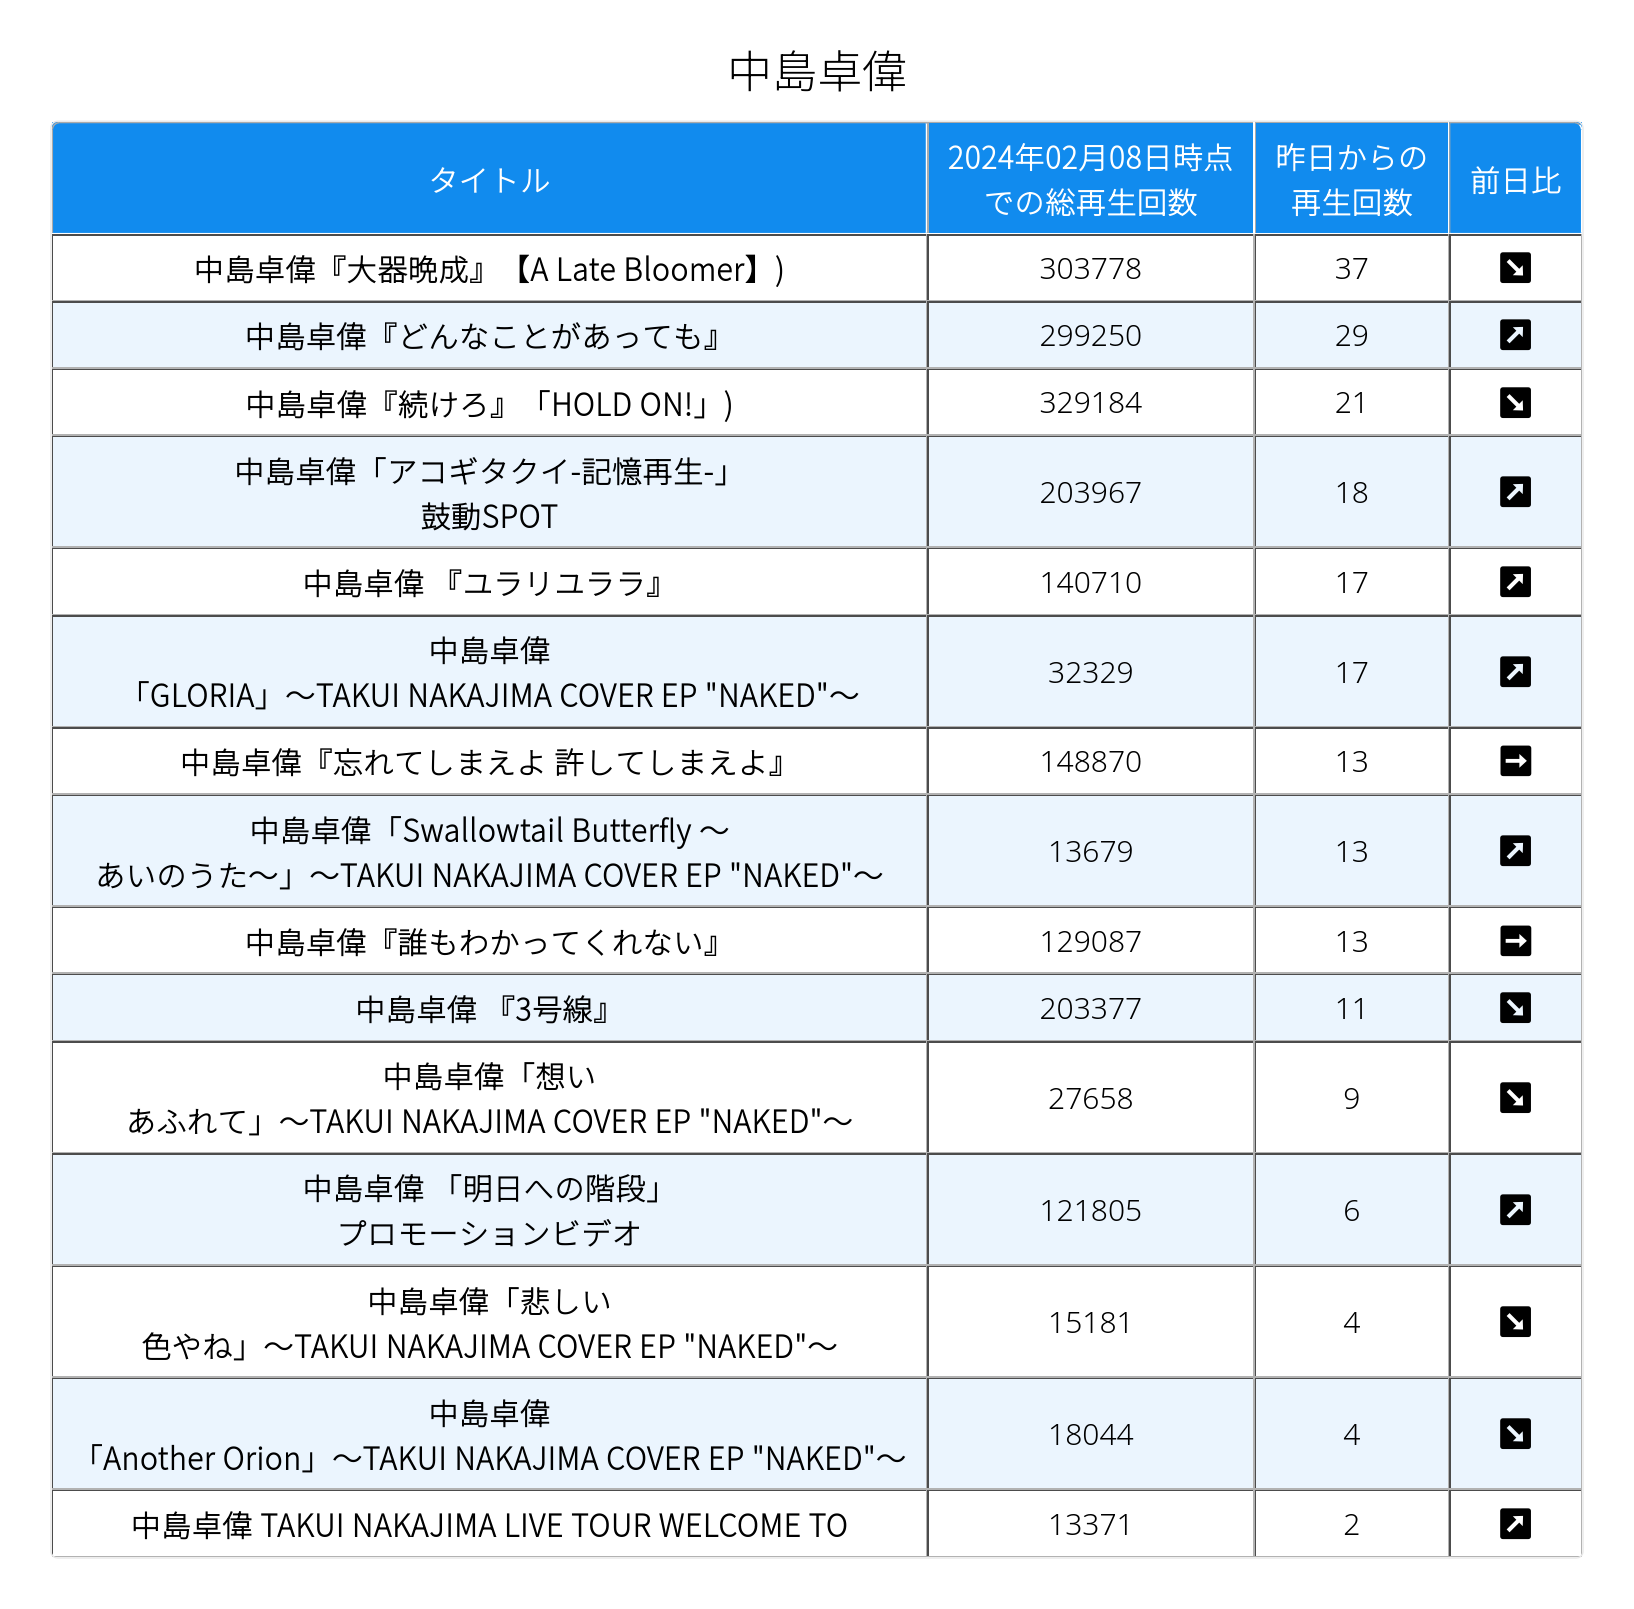 中島卓偉
タイトル
2024年02月08日時点
での総再生回数
昨日からの
再生回数
前日比
中島卓偉『大器晩成』【A Late Bloomer】) 303778 37 ↘
中島卓偉『どんなことがあっても』 299250 29 ↗
中島卓偉『続けろ』「HOLD ON!」) 329184 21 ↘
中島卓偉「アコギタクイ-記憶再生-」
鼓動SPOT 203967 18 ↗
中島卓偉 『ユラリユララ』 140710 17 ↗
中島卓偉
「GLORIA」～TAKUI NAKAJIMA COVER EP "NAKED"～ 32329 17 ↗
中島卓偉『忘れてしまえよ 許してしまえよ』 148870 13 →
中島卓偉「Swallowtail Butterfly ～
あいのうた～」～TAKUI NAKAJIMA COVER EP "NAKED"～ 13679 13 ↗
中島卓偉『誰もわかってくれない』 129087 13 →
中島卓偉 『3号線』 203377 11 ↘
中島卓偉「想い
あふれて」～TAKUI NAKAJIMA COVER EP "NAKED"～ 27658 9 ↘
中島卓偉 「明日への階段」
プロモーションビデオ 121805 6 ↗
中島卓偉「悲しい
色やね」～TAKUI NAKAJIMA COVER EP "NAKED"～ 15181 4 ↘
中島卓偉
「Another Orion」～TAKUI NAKAJIMA COVER EP "NAKED"～ 18044 4 ↘
中島卓偉 TAKUI NAKAJIMA LIVE TOUR WELCOME TO 13371 2 ↗